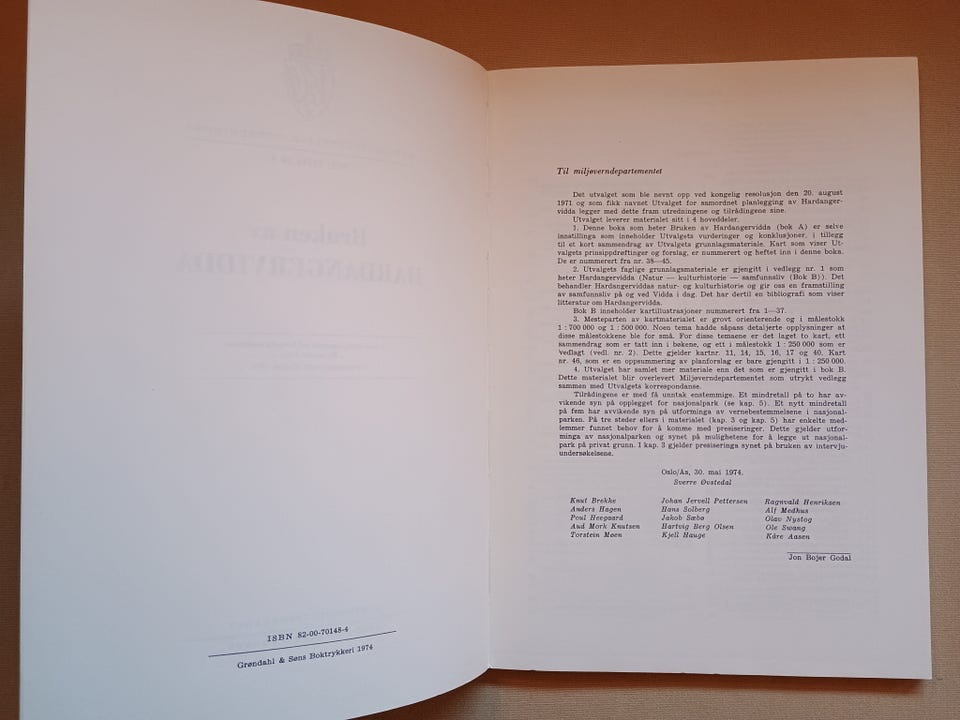 ISBN 82-00-70148-4
Grøndahl & Søns Boktrykkeri 1974
Til miljøverndepartementet
Det utvalget som ble nevnt opp ved kongelig resolusjon den 20. august
1971 og som fikk navnet Utvalget for samordnet planlegging av Hardanger-
vidda legger med dette fram utredningene og tilrådingene sine.
Utvalget leverer materialet sitt i 4 hoveddeler.
1. Denne boka som heter Bruken av Hardangervidda (bok A) er selve
innstillinga som inneholder Utvalgets vurderinger og konklusjoner, i tillegg
til et kort sammendrag av Utvalgets grunnlagsmateriale. Kart som viser Ut-
valgets prinsippdrøftinger og forslag, er nummerert og heftet inn i denne boka.
De er nummerert fra nr. 38—45.
2. Utvalgets faglige grunnlagsmateriale er gjengitt i vedlegg nr. 1 som
heter Hardangervidda (Natur — kulturhistorie — samfunnsliv (Bok B)). Det
behandler Hardangerviddas natur- og kulturhistorie og gir oss en framstilling
av samfunnsliv på og ved Vidda i dag. Det har dertil en bibliografi som viser
litteratur om Hardangervidda.
Bok B inneholder kartillustrasjoner nummerert fra 1—37.
3. Mesteparten av kartmaterialet er grovt orienterende og i målestokk
1 : 700 000 og 1 : 500 000. Noen tema hadde såpass detaljerte opplysninger at
disse målestokkene ble for små. For disse temaene er det laget to kart, ett
sammendrag som er tatt inn i bøkene, og ett i målestokk 1 : 250 000 som er
vedlagt (vedl. nr. 2). Dette gjelder kartnr. 11, 14, 15, 16, 17 og 40. Kart
nr. 46, som er en oppsummering av planforslag er bare gjengitt i 1 : 250 000.
4. Utvalget har samlet mer materiale enn det som er gjengitt i bok B.
Dette materialet blir overlevert Miljøverndepartementet som utrykt vedlegg
sammen med Utvalgets korrespondanse.
Tilrådingene er med få unntak enstemmige. Et mindretall på to har av-
vikende syn på opplegget for nasjonalpark (se kap. 5). Et nytt mindretall
på fem har avvikende syn på utforminga av vernebestemmelsene i nasjonal-
parken. På tre steder ellers i materialet (kap. 3 og kap. 5) har enkelte med-
lemmer funnet behov for å komme med presiseringer. Dette gjelder utfor-
minga av nasjonalparken og synet på mulighetene for å legge ut nasjonal-
park på privat grunn. I kap. 3 gjelder presiseringa synet på bruken av intervju-
undersøkelsene.
Oslo/Ås, 30. mai 1974.
Sverre Øvstedal
Knut Brekke Johan Jervell Pettersen Ragnvald Henriksen
Anders Hagen Hans Solberg Alf Medhus
Poul Heegaard Jakob Sæbø Olav Nystog
Aud Mork Knutsen Hartvig Berg Olsen Ole Swang
Torstein Møen Kjell Hauge Kåre Aasen
Jon Bojer Godal